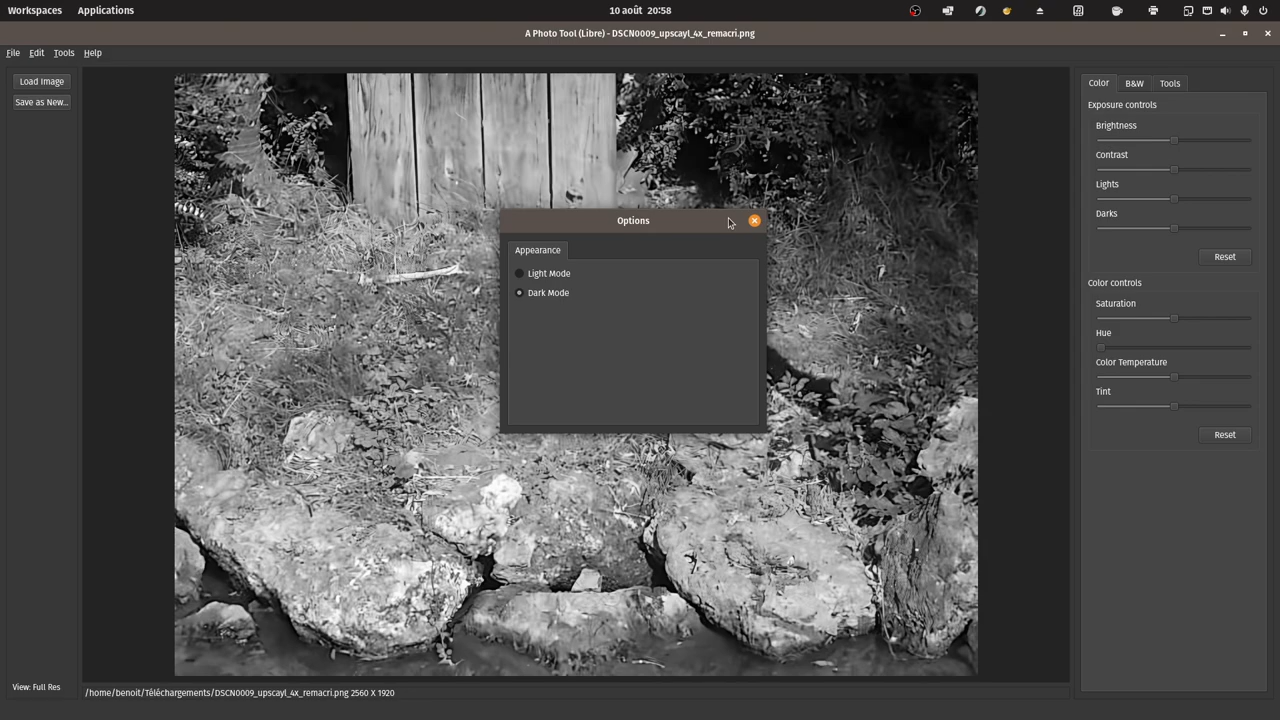 Workspaces Applications 10 août 20:58
A Photo Tool (Libre) - DSCN0009_upscayl_4x_remacri.png
File Edit Tools Help
Load Image
Save as New...
Color B&W Tools
Exposure controls
Brightness
Contrast
Lights
Darks
Reset
Color controls
Saturation
Hue
Color Temperature
Tint
Reset
Options
Appearance
Light Mode
Dark Mode
View: Full Res
/home/benoit/Téléchargements/DSCN0009_upscayl_4x_remacri.png 2560 X 1920